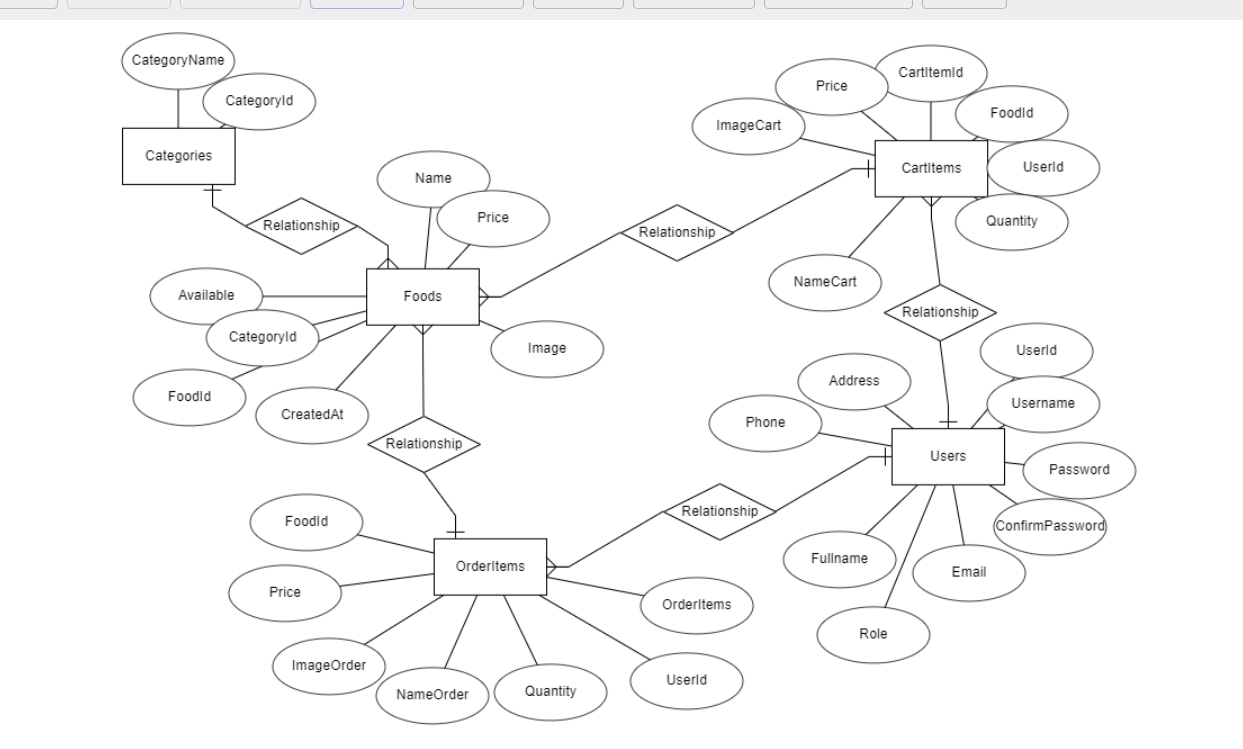 CategoryName
CategoryId
Categories
Relationship
Name
Price
Available
CategoryId
FoodId
CreatedAt
Foods
Image
Relationship
ImageCart
Price
CartItemId
FoodId
UserId
Quantity
CartItems
NameCart
Relationship
Relationship
Address
Phone
UserId
Username
Users
Password
ConfirmPassword
Fullname
Email
Role
Relationship
FoodId
Price
OrderItems
ImageOrder
NameOrder
Quantity
UserId
OrderItems